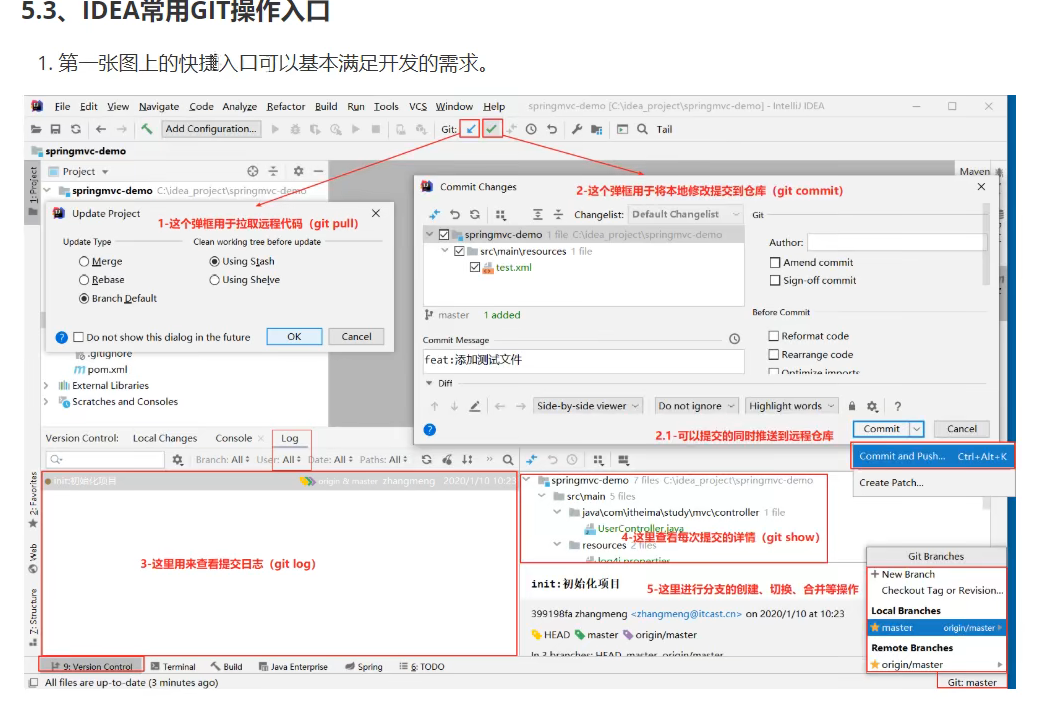 5.3、IDEA常用GIT操作入口
1. 第一张图上的快捷入口可以基本满足开发的需求。
File Edit View Navigate Code Analyze Refactor Build Run Tools VCS Window Help springmvc-demo [C:\idea_project\springmvc-demo] - IntelliJ IDEA
Add Configuration... Git: Tail
springmvc-demo
1: Project
Project
Maven
springmvc-demo C:\idea_project\springmvc-demo
Update Project
1-这个弹框用于拉取远程代码（git pull）
Update Type Clean working tree before update
Merge Using Stash
Rebase Using Shelve
Branch Default
Do not show this dialog in the future OK Cancel
.gitignore
pom.xml
External Libraries
Scratches and Consoles
Commit Changes
2-这个弹框用于将本地修改提交到仓库（git commit）
Changelist: Default Changelist Git
springmvc-demo 1 file C:\idea_project\springmvc-demo
src\main\resources 1 file
test.xml
Author:
Amend commit
Sign-off commit
master 1 added
Before Commit
Commit Message
Reformat code
feat:添加测试文件
Rearrange code
Optimize imports
Diff
Side-by-side viewer Do not ignore Highlight words
2.1-可以提交的同时推送到远程仓库
Commit Cancel
Commit and Push... Ctrl+Alt+K
Create Patch...
Version Control: Local Changes Console Log
Branch: All User: All Date: All Paths: All
init:初始化项目 origin & master zhangmeng 2020/1/10 10:23
3-这里用来查看提交日志（git log）
springmvc-demo 7 files C:\idea_project\springmvc-demo
src\main 5 files
java\com\itheima\study\mvc\controller 1 file
UserController.java
4-这里查看每次提交的详情（git show）
resources 2 files
log4j.properties
init:初始化项目
5-这里进行分支的创建、切换、合并等操作
399198fa zhangmeng <zhangmeng@itcast.cn> on 2020/1/10 at 10:23
HEAD master origin/master
In 3 branches: HEAD, master, origin/master
Git Branches
+ New Branch
Checkout Tag or Revision...
Local Branches
master origin/master
Remote Branches
origin/master
2: Favorites
Web
Z: Structure
9: Version Control Terminal Build Java Enterprise Spring 6: TODO
All files are up-to-date (3 minutes ago) Git: master